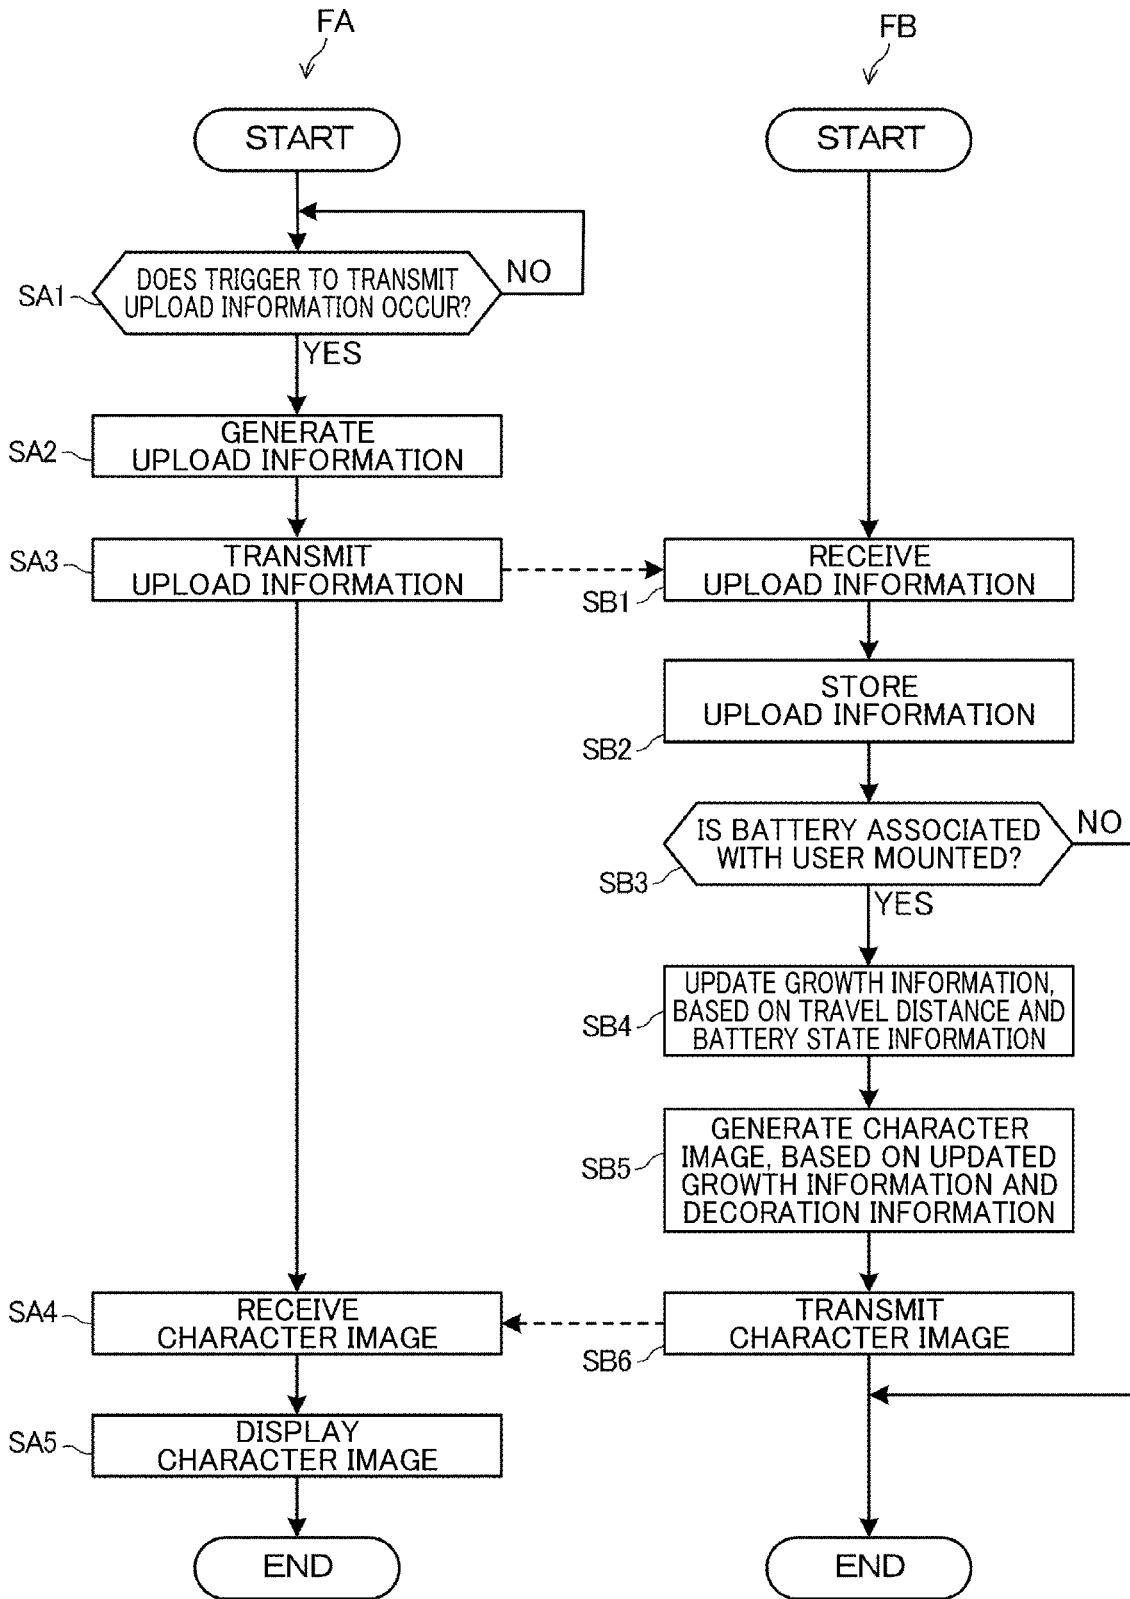 FA
START
SA1
DOES TRIGGER TO TRANSMIT
UPLOAD INFORMATION OCCUR?
NO
YES
SA2
GENERATE
UPLOAD INFORMATION
SA3
TRANSMIT
UPLOAD INFORMATION
SA4
RECEIVE
CHARACTER IMAGE
SA5
DISPLAY
CHARACTER IMAGE
END
FB
START
RECEIVE
UPLOAD INFORMATION
SB1
STORE
UPLOAD INFORMATION
SB2
IS BATTERY ASSOCIATED
WITH USER MOUNTED?
NO
SB3
YES
UPDATE GROWTH INFORMATION,
BASED ON TRAVEL DISTANCE AND
BATTERY STATE INFORMATION
SB4
GENERATE CHARACTER
IMAGE, BASED ON UPDATED
GROWTH INFORMATION AND
DECORATION INFORMATION
SB5
TRANSMIT
CHARACTER IMAGE
SB6
END